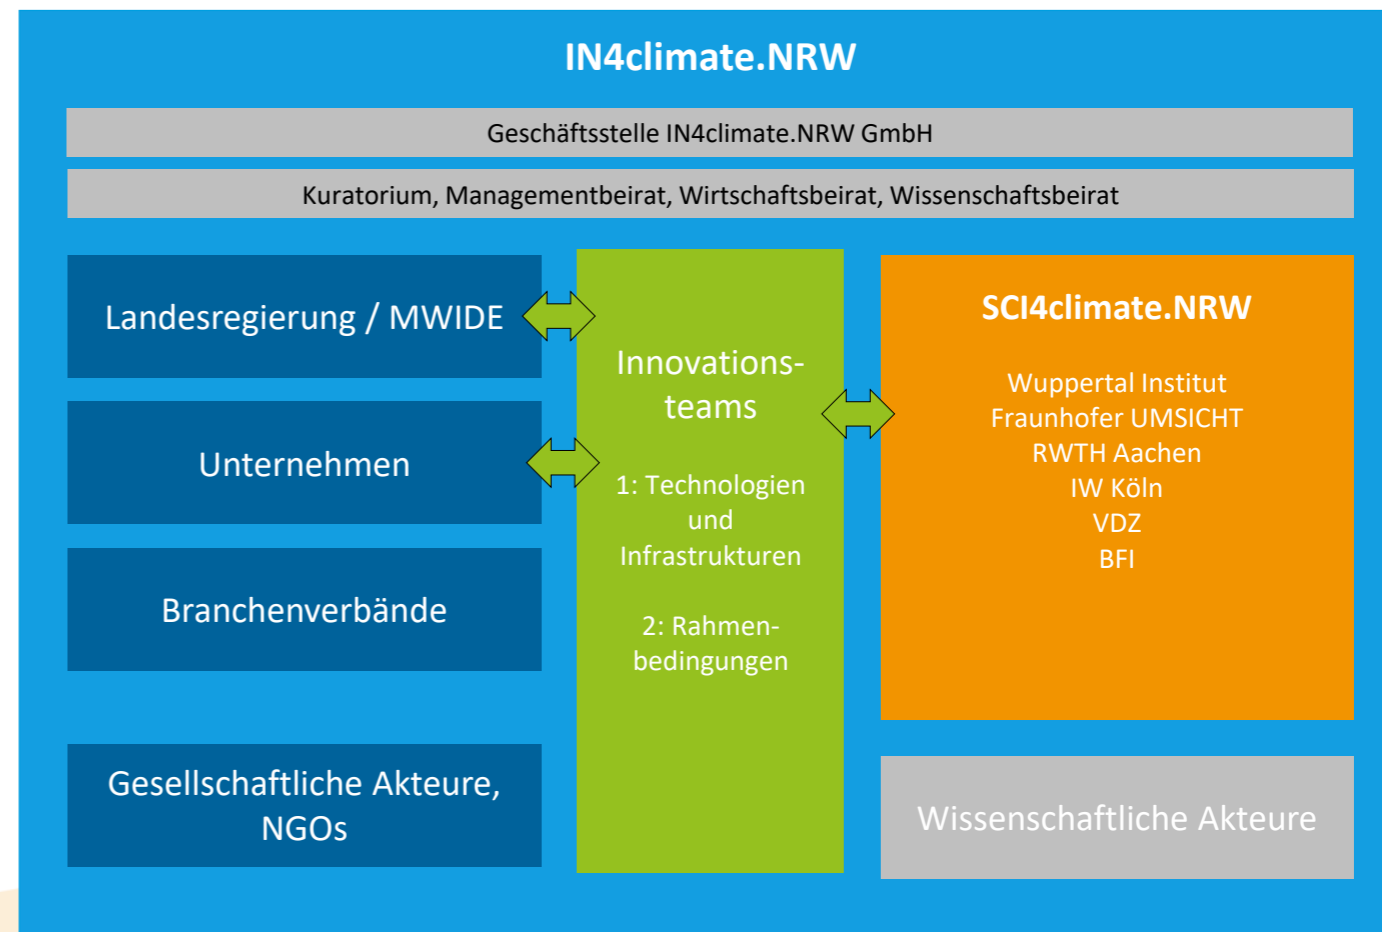 IN4climate.NRW
Geschäftsstelle IN4climate.NRW GmbH
Kuratorium, Managementbeirat, Wirtschaftsbeirat, Wissenschaftsbeirat
Landesregierung / MWIDE
Unternehmen
Branchenverbände
Gesellschaftliche Akteure,
NGOs
Innovations-
teams
1: Technologien
und
Infrastrukturen
2: Rahmen-
bedingungen
SCI4climate.NRW
Wuppertal Institut
Fraunhofer UMSICHT
RWTH Aachen
IW Köln
VDZ
BFI
Wissenschaftliche Akteure